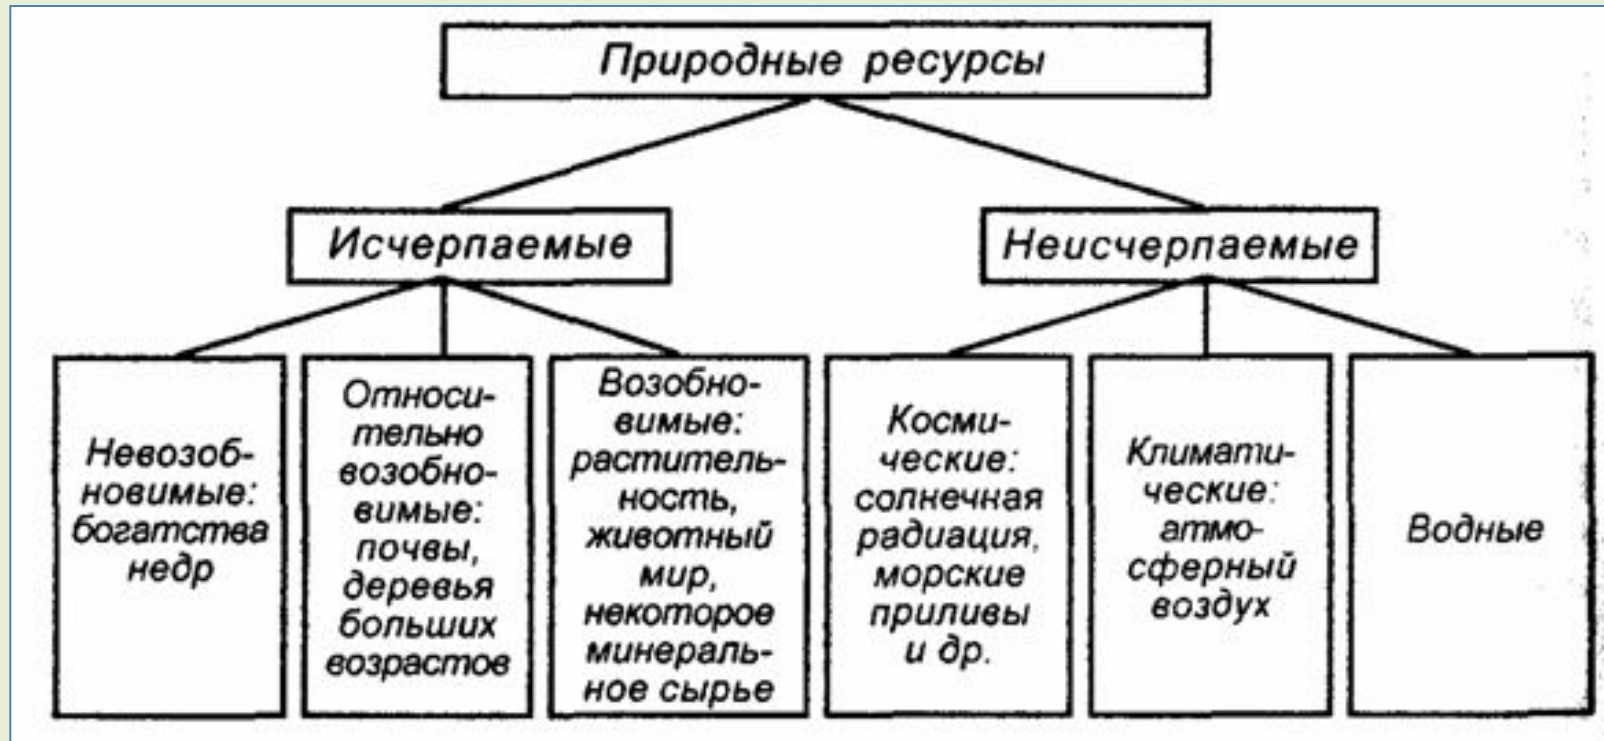 Природные ресурсы
Исчерпаемые
Неисчерпаемые
Невозоб-
новимые:
богатства
недр
Относи-
тельно
возобно-
вимые:
почвы,
деревья
больших
возрастов
Возобно-
вимые:
раститель-
ность,
животный
мир,
некоторое
минераль-
ное сырье
Косми-
ческие:
солнечная
радиация,
морские
приливы
и др.
Климати-
ческие:
атмо-
сферный
воздух
Водные